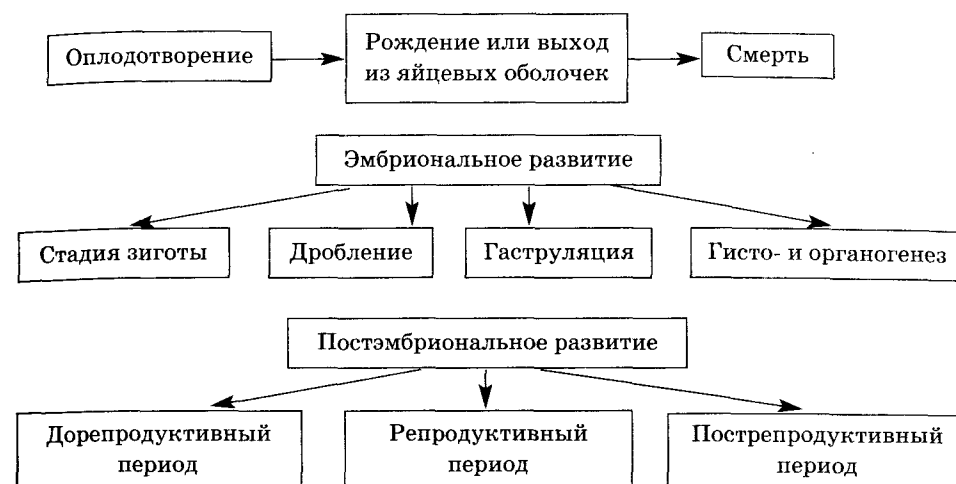 Оплодотворение
Рождение или выход
из яйцевых оболочек
Смерть
Эмбриональное развитие
Стадия зиготы
Дробление
Гаструляция
Гисто- и органогенез
Постэмбриональное развитие
Дорепродуктивный
период
Репродуктивный
период
Пострепродуктивный
период